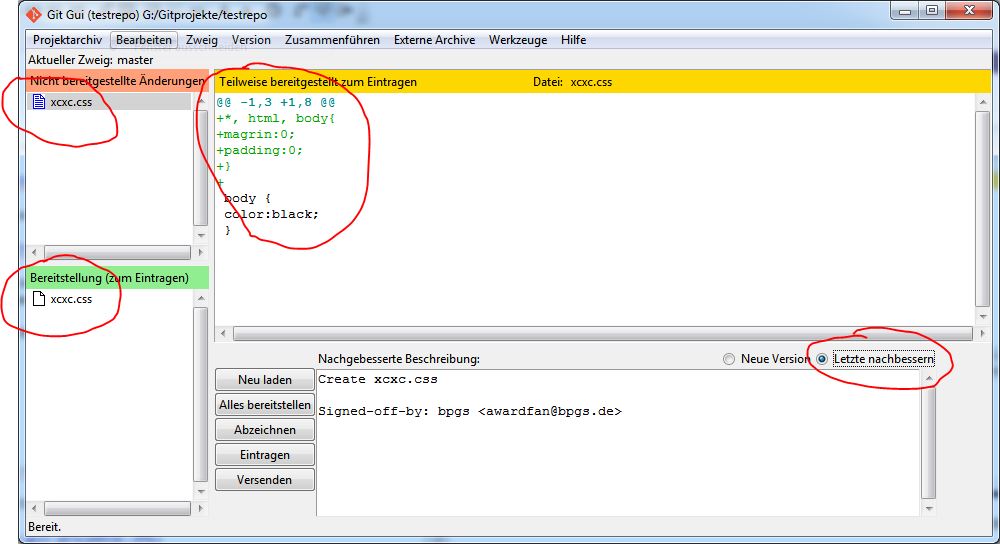 Git Gui (testrepo) G:/Gitprojekte/testrepo
Projektarchiv Bearbeiten Zweig Version Zusammenführen Externe Archive Werkzeuge Hilfe
Aktueller Zweig: master
Nicht bereitgestellte Änderungen
xcxc.css
Teilweise bereitgestellt zum Eintragen Datei: xcxc.css
@@ -1,3 +1,8 @@
+*, html, body{
+magrin:0;
+padding:0;
+}
+
body {
color:black;
}
Bereitstellung (zum Eintragen)
xcxc.css
Nachgebesserte Beschreibung: Neue Version Letzte nachbessern
Neu laden
Alles bereitstellen
Abzeichnen
Eintragen
Versenden
Create xcxc.css
Signed-off-by: bpgs <awardfan@bpgs.de>
Bereit.